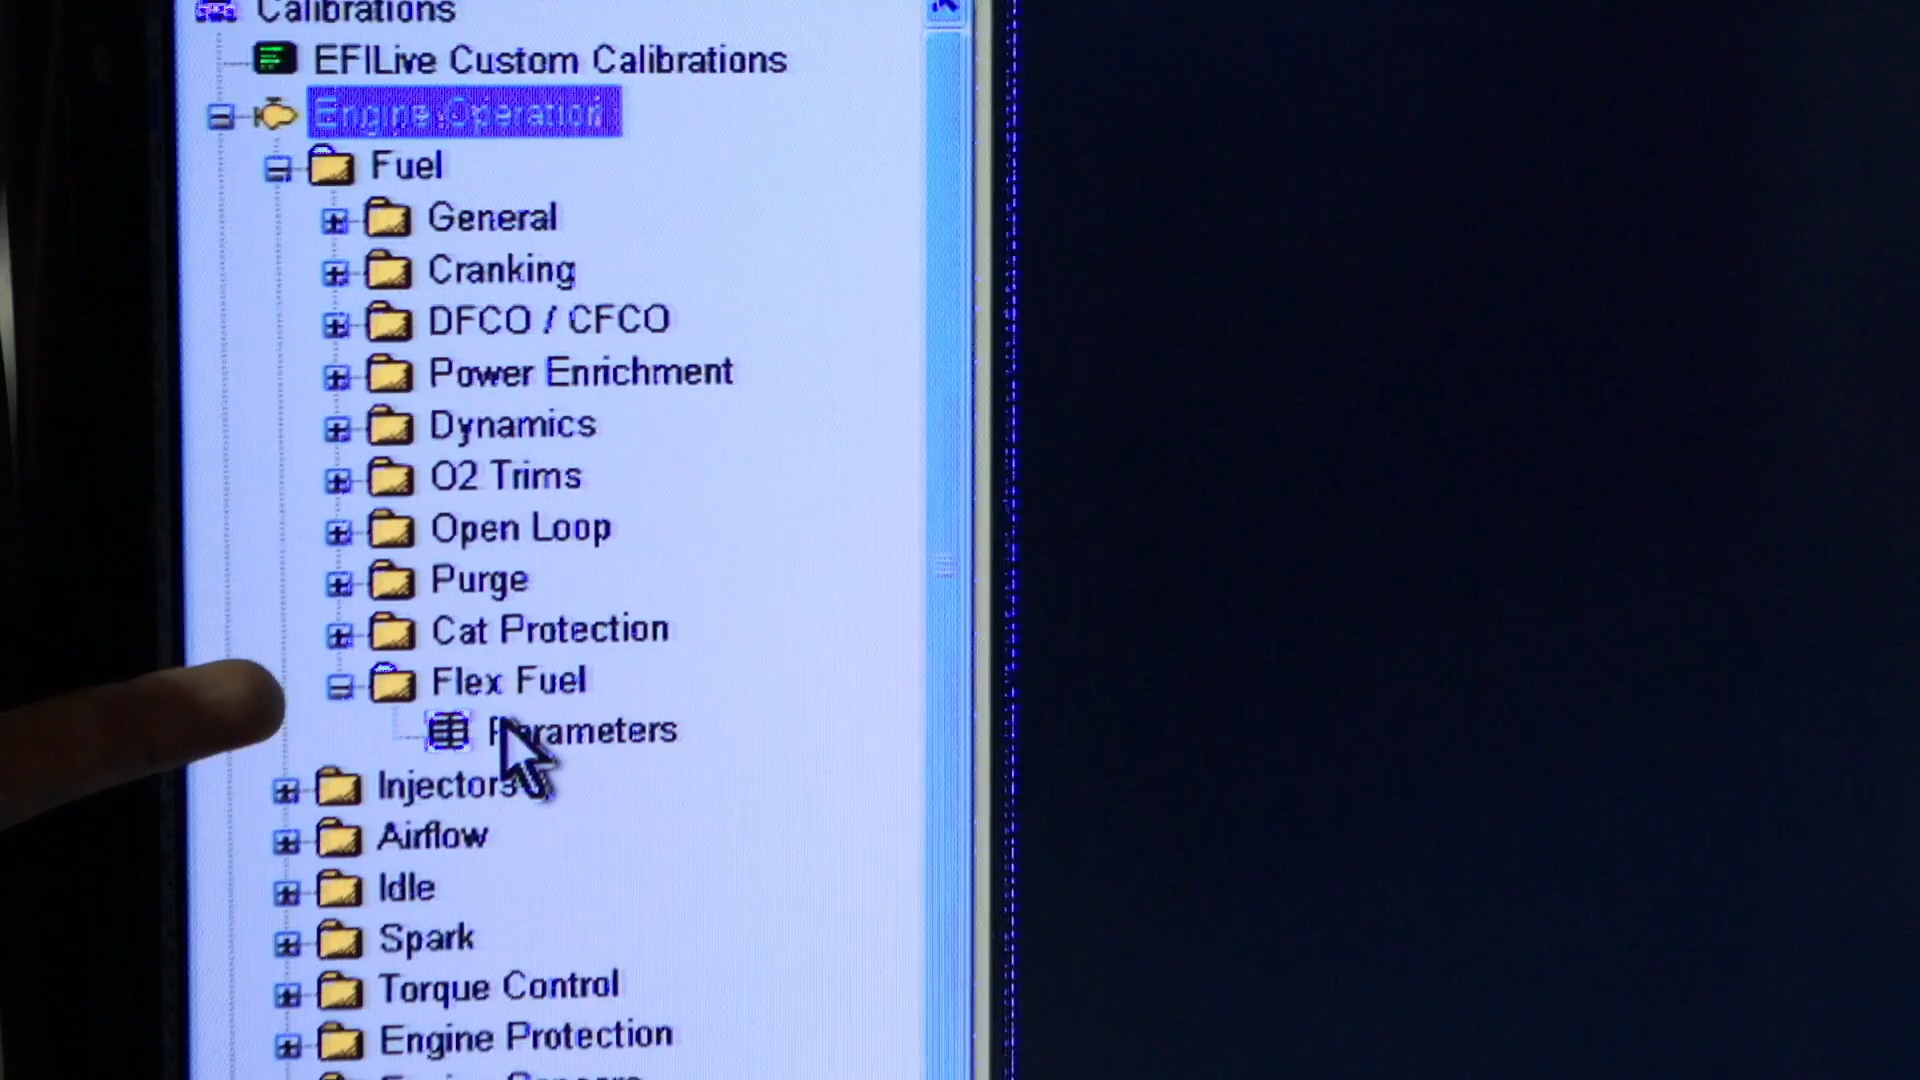 Calibrations
EFILive Custom Calibrations
Engine Operation
Fuel
General
Cranking
DFCO / CFCO
Power Enrichment
Dynamics
O2 Trims
Open Loop
Purge
Cat Protection
Flex Fuel
Parameters
Injectors
Airflow
Idle
Spark
Torque Control
Engine Protection